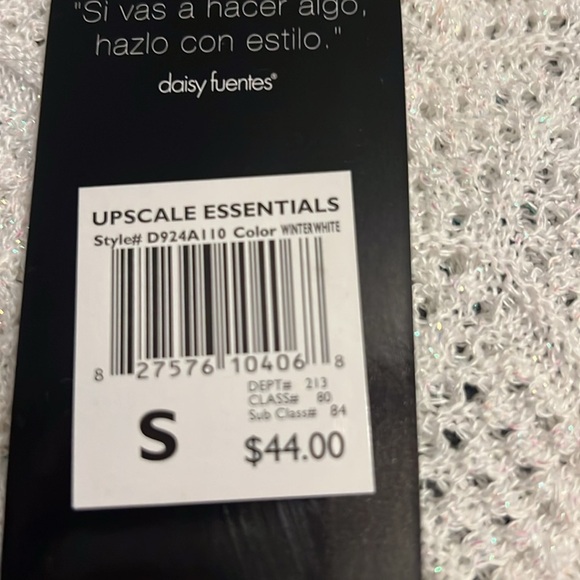 "Si vas a hacer algo,
hazlo con estilo."
daisy fuentes®
UPSCALE ESSENTIALS
Style# D924A110 Color WINTERWHITE
8 27576 10406 8
DEPT# 213
CLASS# 80
Sub Class# 84
S
$44.00